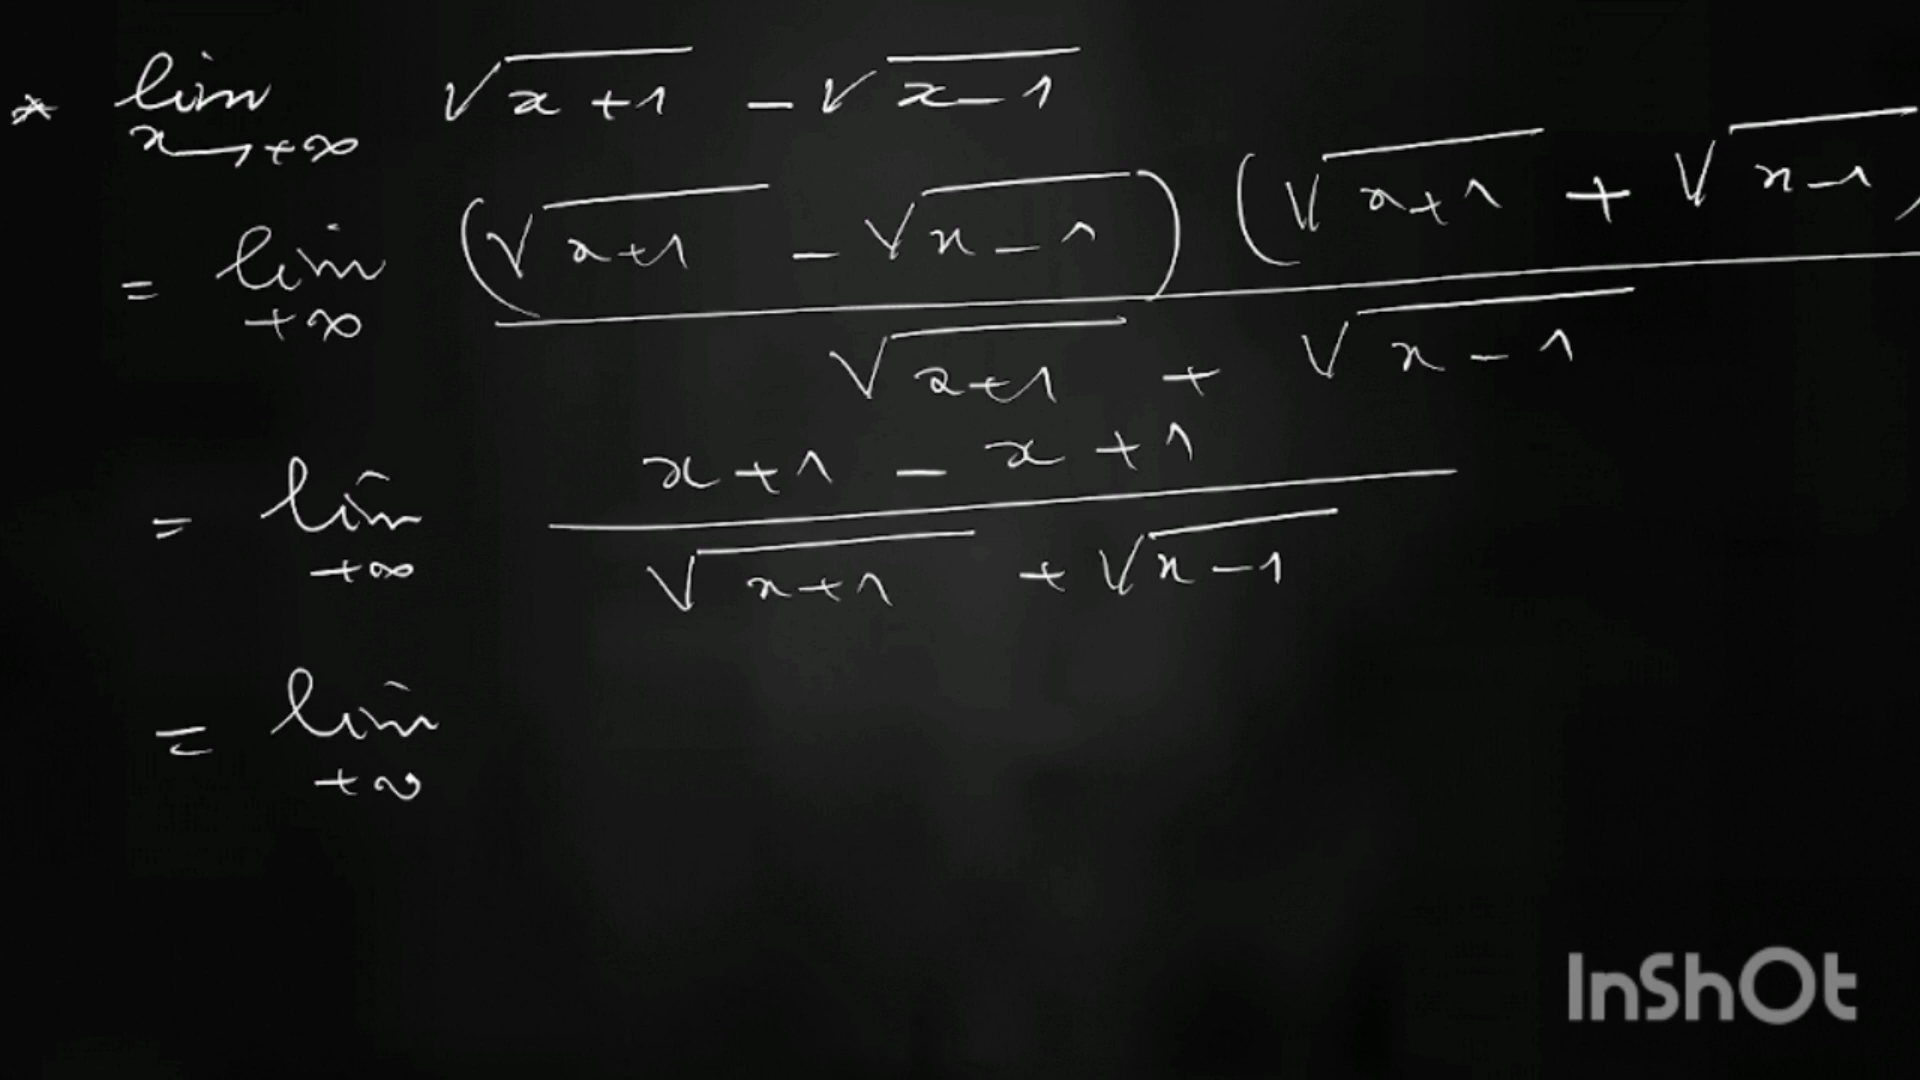 * lim x→+∞ √(x+1) - √(x-1)
= lim +∞ (√(x+1) - √(x-1)) (√(x+1) + √(x-1)) / √(x+1) + √(x-1)
= lim +∞ x+1 - x+1 / √(x+1) + √(x-1)
= lim +∞
InShOt